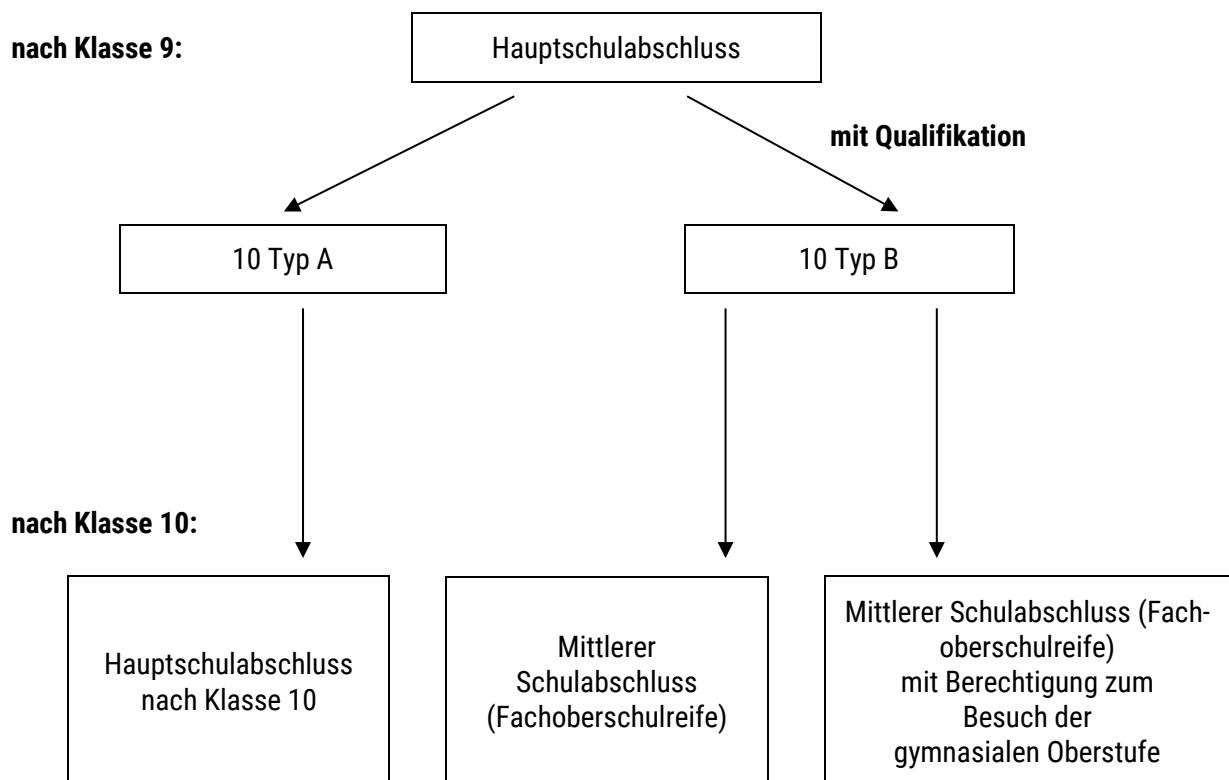 nach Klasse 9:
Hauptschulabschluss
mit Qualifikation
10 Typ A
10 Typ B
nach Klasse 10:
Hauptschulabschluss
nach Klasse 10
Mittlerer
Schulabschluss
(Fachoberschulreife)
Mittlerer Schulabschluss (Fach-
oberschulreife)
mit Berechtigung zum
Besuch der
gymnasialen Oberstufe